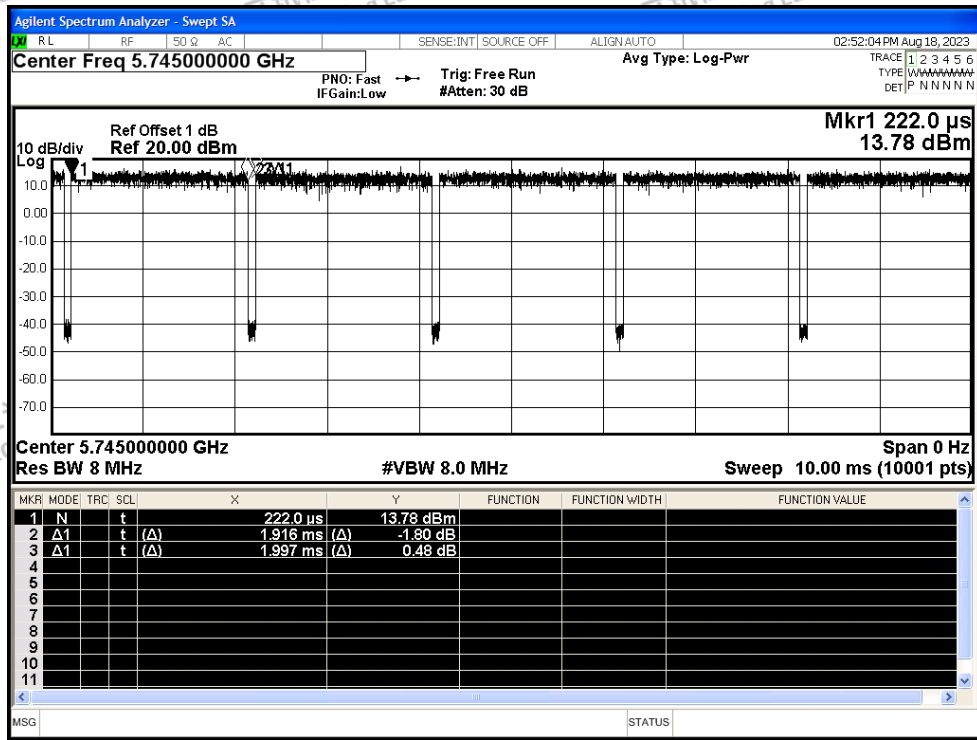 Agilent Spectrum Analyzer - Swept SA
LXI RL RF 50 Ω AC SENSE:INT SOURCE OFF ALIGN AUTO 02:52:04 PM Aug 18, 2023
Center Freq 5.745000000 GHz
PNO: Fast
IFGain:Low
Trig: Free Run
#Atten: 30 dB
Avg Type: Log-Pwr
TRACE 1 2 3 4 5 6
TYPE WWWWWW
DET P N N N N N
Mkr1 222.0 µs
13.78 dBm
Ref Offset 1 dB
10 dB/div Ref 20.00 dBm
Log
1
10.0
0.00
-10.0
-20.0
-30.0
-40.0
-50.0
-60.0
-70.0
Center 5.745000000 GHz Span 0 Hz
Res BW 8 MHz #VBW 8.0 MHz Sweep 10.00 ms (10001 pts)
MKR MODE TRC SCL X Y FUNCTION FUNCTION WIDTH FUNCTION VALUE
1 N t 222.0 µs 13.78 dBm
2 Δ1 t (Δ) 1.916 ms (Δ) -1.80 dB
3 Δ1 t (Δ) 1.997 ms (Δ) 0.48 dB
4
5
6
7
8
9
10
11
MSG STATUS